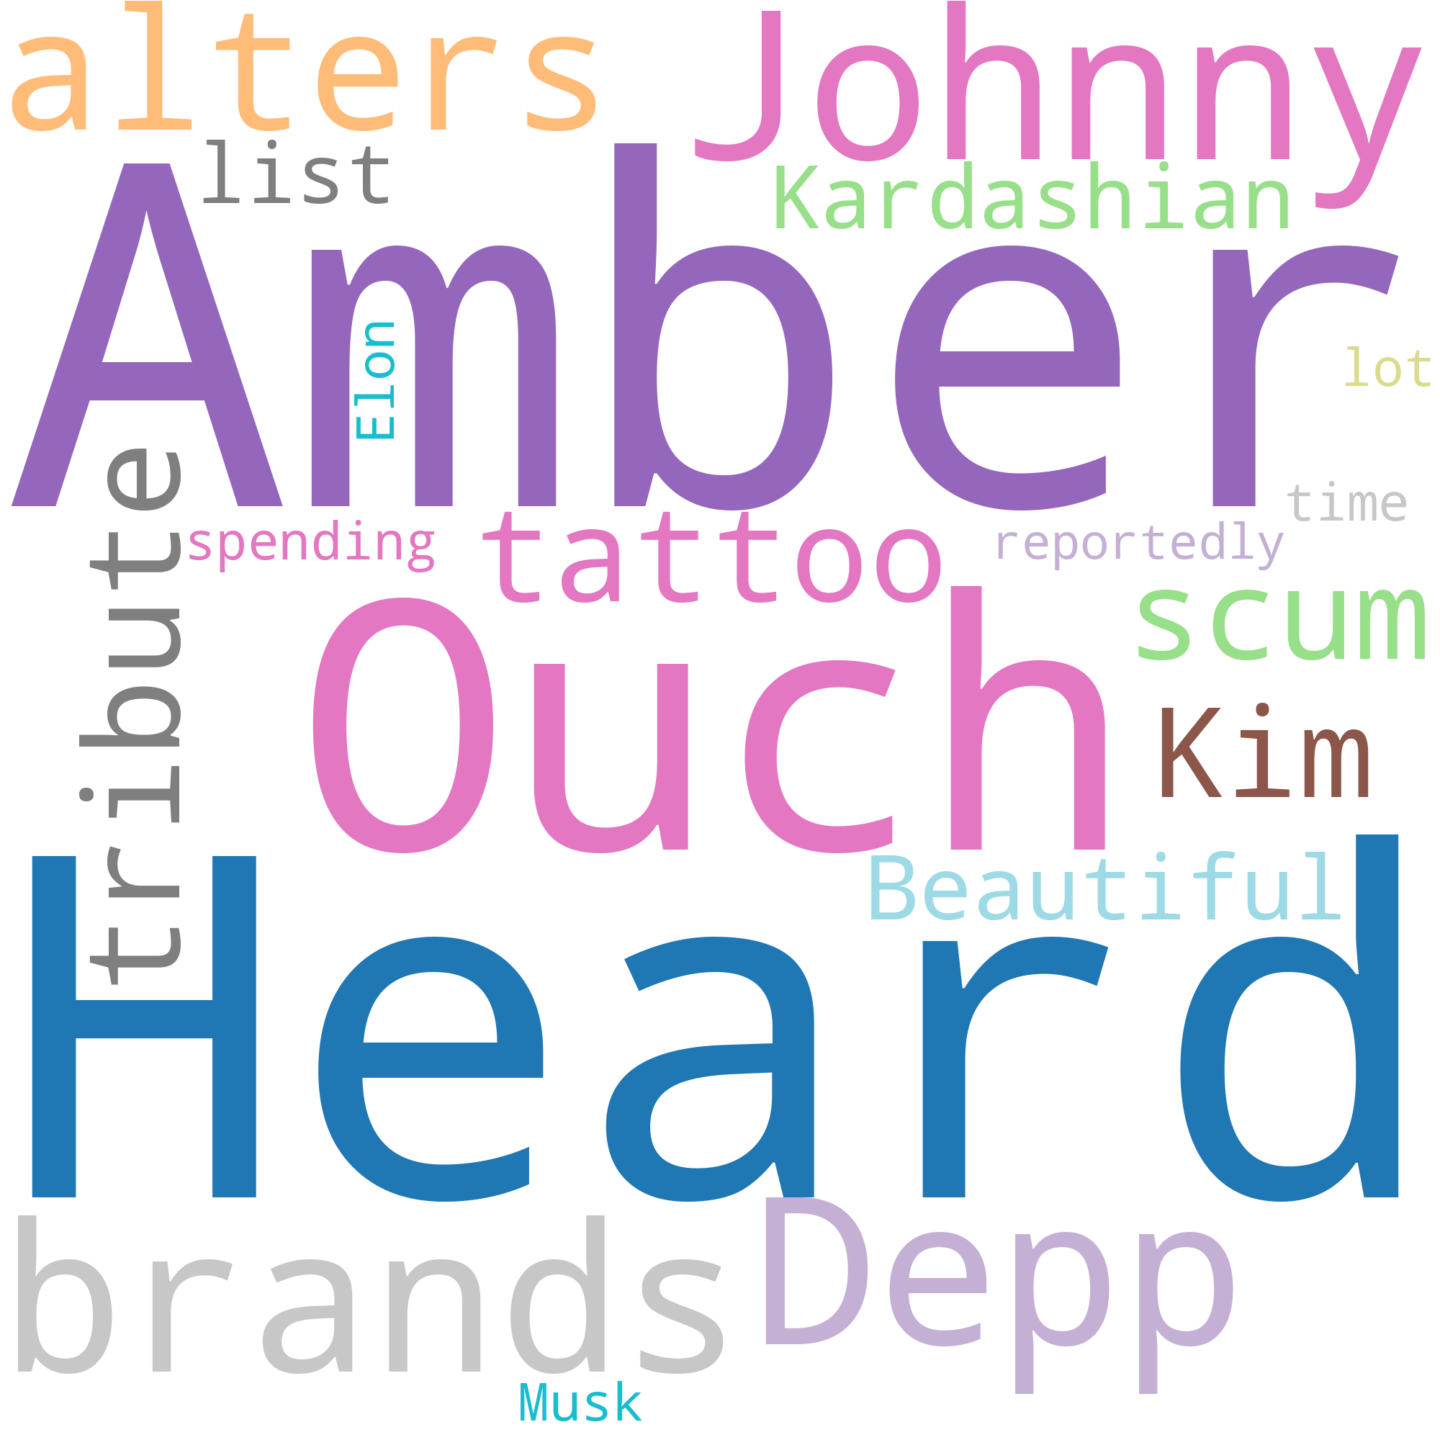 alters
Johnny
list
Kardashian
Amber
Elon
lot
tribute
time
spending
tattoo
reportedly
scum
Ouch
Kim
Beautiful
Heard
brands
Depp
Musk